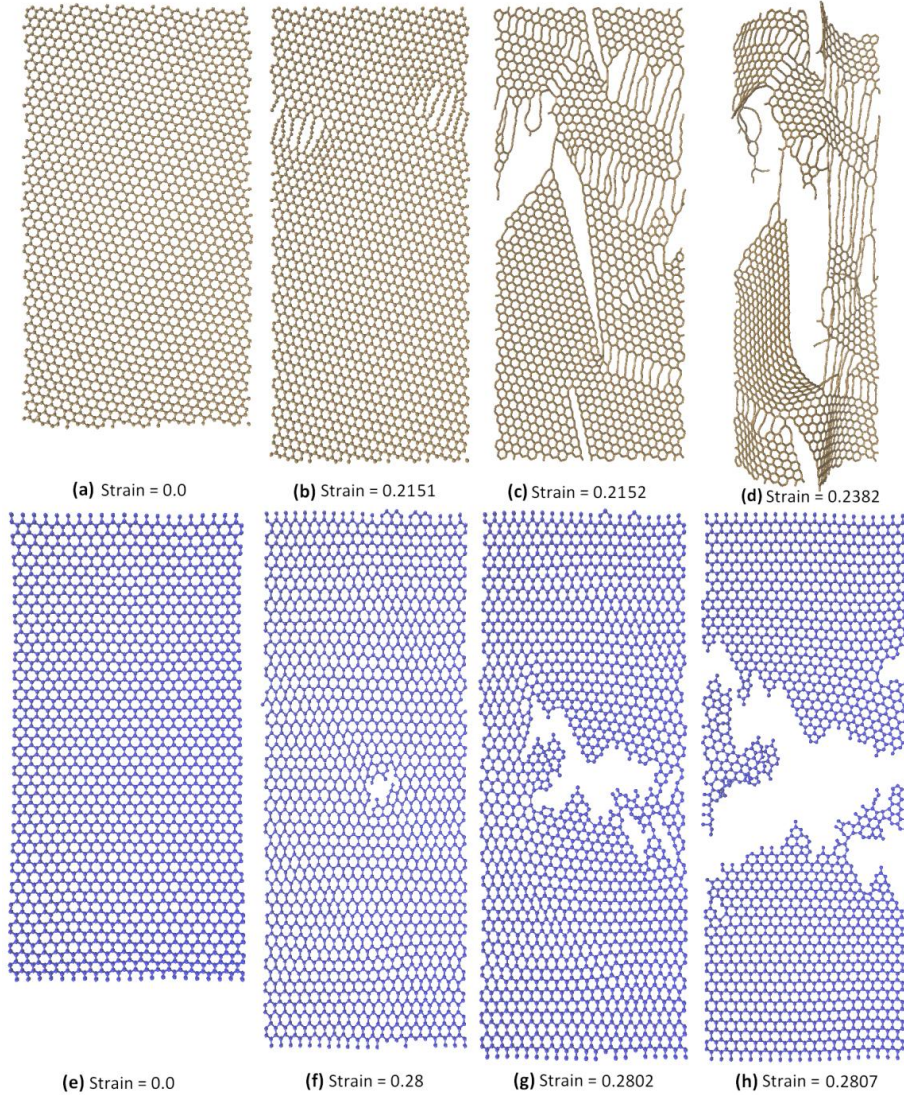 (a) Strain = 0.0
(b) Strain = 0.2151
(c) Strain = 0.2152
(d) Strain = 0.2382
(e) Strain = 0.0
(f) Strain = 0.28
(g) Strain = 0.2802
(h) Strain = 0.2807